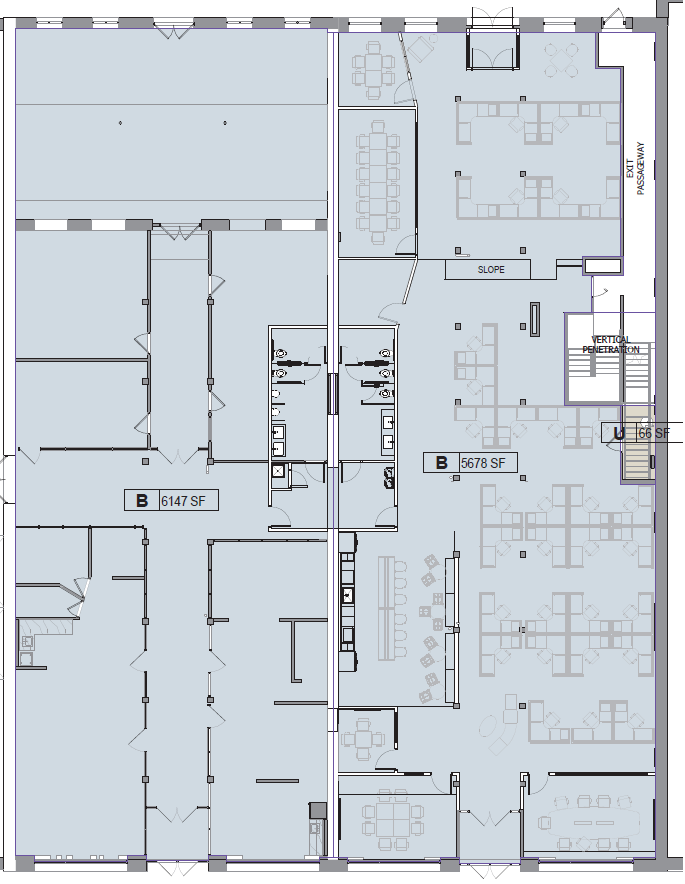 EXIT
PASSAGEWAY
SLOPE
VERTICAL
PENETRATION
U 66 SF
B 5678 SF
B 6147 SF